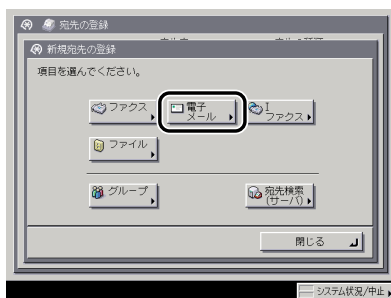 宛先の登録
新規宛先の登録
項目を選んでください。
ファクス
電子
メール
I
ファクス
ファイル
グループ
宛先検索
(サーバ)
閉じる
システム状況/中止